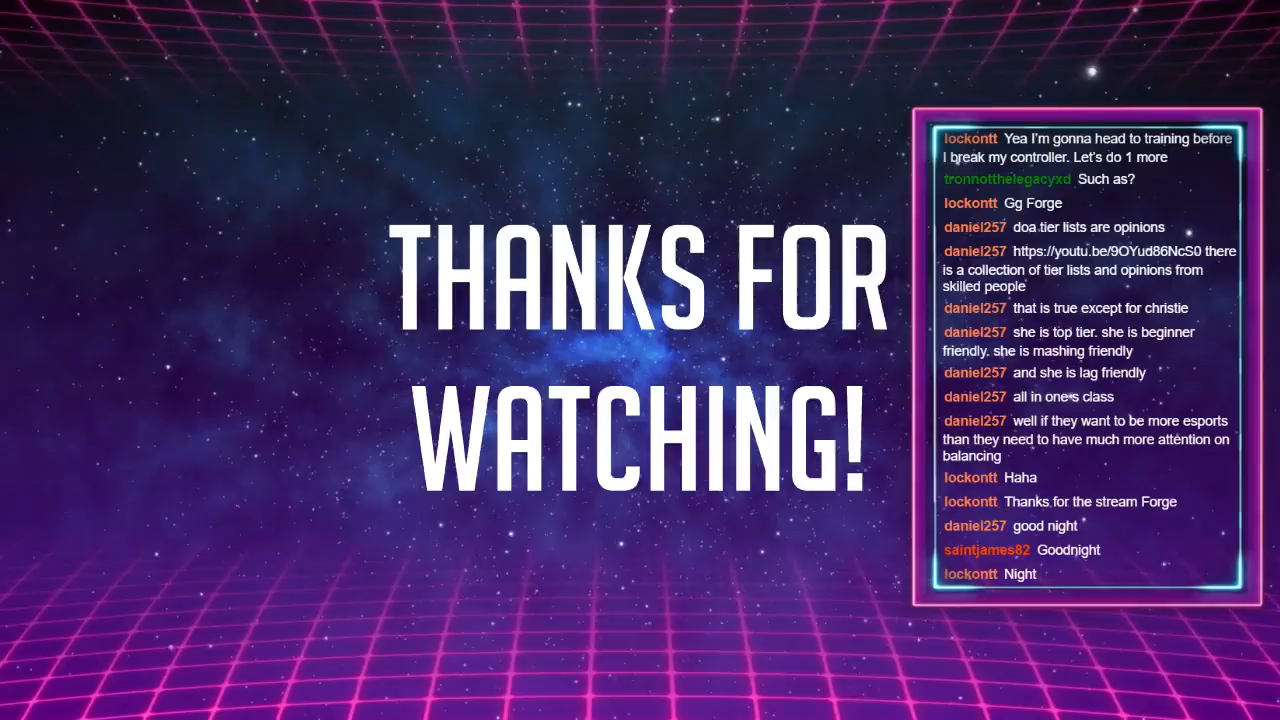 THANKS FOR
WATCHING!
lockontt Yea I'm gonna head to training before
I break my controller. Let's do 1 more
tronnotthelegacyxd Such as?
lockontt Gg Forge
daniel257 doa tier lists are opinions
daniel257 https://youtu.be/9OYud86NcS0 there
is a collection of tier lists and opinions from
skilled people
daniel257 that is true except for christie
daniel257 she is top tier. she is beginner
friendly. she is mashing friendly
daniel257 and she is lag friendly
daniel257 all in one's class
daniel257 well if they want to be more esports
than they need to have much more attention on
balancing
lockontt Haha
lockontt Thanks for the stream Forge
daniel257 good night
saintjames82 Goodnight
lockontt Night